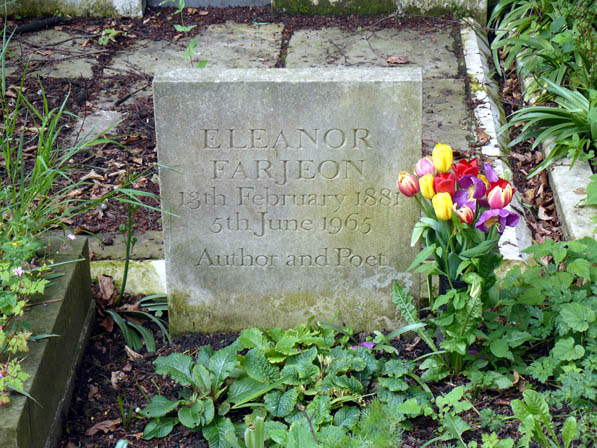 ELEANOR
FARJEON
13th February 1881
5th June 1965
Author and Poet